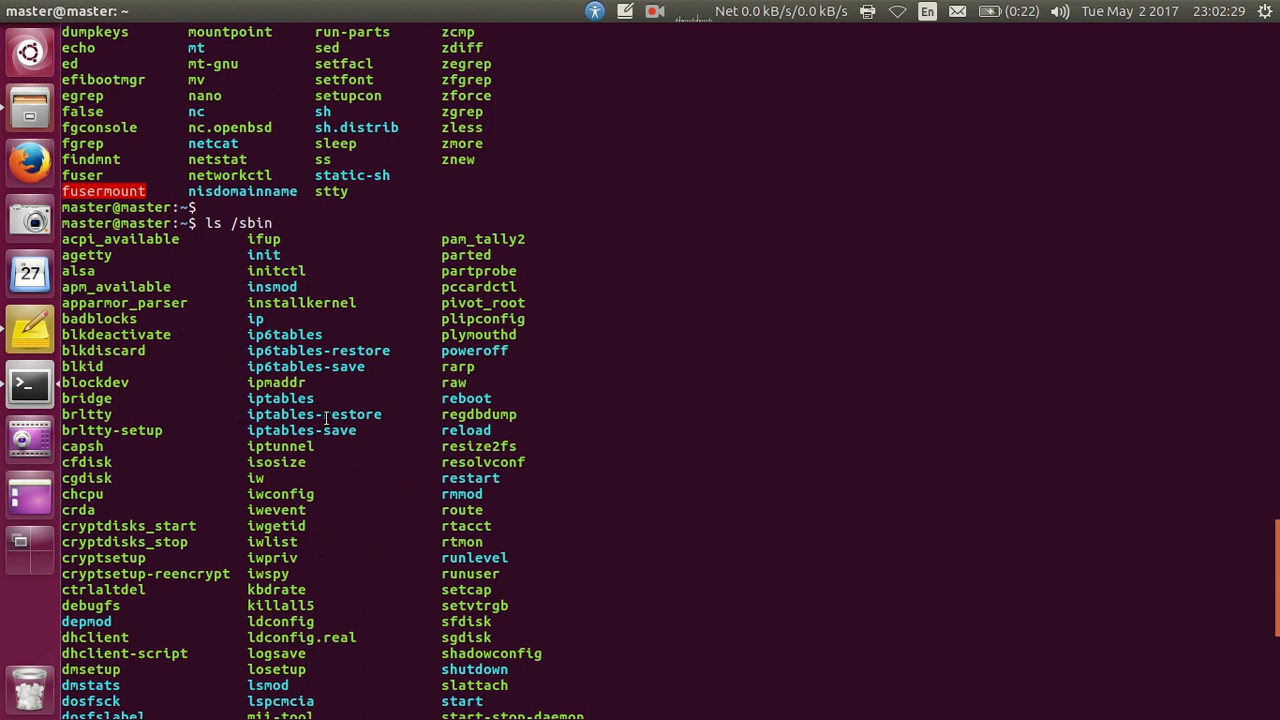 master@master: ~ Net 0.0 kB/s/0.0 kB/s En (0:22) Tue May 2 2017 23:02:29
dumpkeys mountpoint run-parts zcmp
echo mt sed zdiff
ed mt-gnu setfacl zegrep
efibootmgr mv setfont zfgrep
egrep nano setupcon zforce
false nc sh zgrep
fgconsole nc.openbsd sh.distrib zless
fgrep netcat sleep zmore
findmnt netstat ss znew
fuser networkctl static-sh
fusermount nisdomainname stty
master@master:~$
master@master:~$ ls /sbin
acpi_available ifup pam_tally2
agetty init parted
alsa initctl partprobe
apm_available insmod pccardctl
apparmor_parser installkernel pivot_root
badblocks ip plipconfig
blkdeactivate ip6tables plymouthd
blkdiscard ip6tables-restore poweroff
blkid ip6tables-save rarp
blockdev ipmaddr raw
bridge iptables reboot
brltty iptables-restore regdbdump
brltty-setup iptables-save reload
capsh iptunnel resize2fs
cfdisk isosize resolvconf
cgdisk iw restart
chcpu iwconfig rmmod
crda iwevent route
cryptdisks_start iwgetid rtacct
cryptdisks_stop iwlist rtmon
cryptsetup iwpriv runlevel
cryptsetup-reencrypt iwspy runuser
ctrlaltdel kbdrate setcap
debugfs killall5 setvtrgb
depmod ldconfig sfdisk
dhclient ldconfig.real sgdisk
dhclient-script logsave shadowconfig
dmsetup losetup shutdown
dmstats lsmod slattach
dosfsck lspcmcia start
dosfslabel mii-tool start-stop-daemon
27